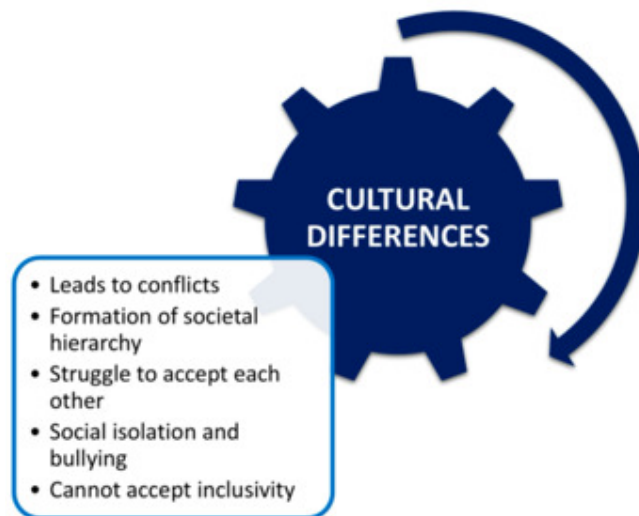 CULTURAL
DIFFERENCES
• Leads to conflicts
• Formation of societal
hierarchy
• Struggle to accept each
other
• Social isolation and
bullying
• Cannot accept inclusivity